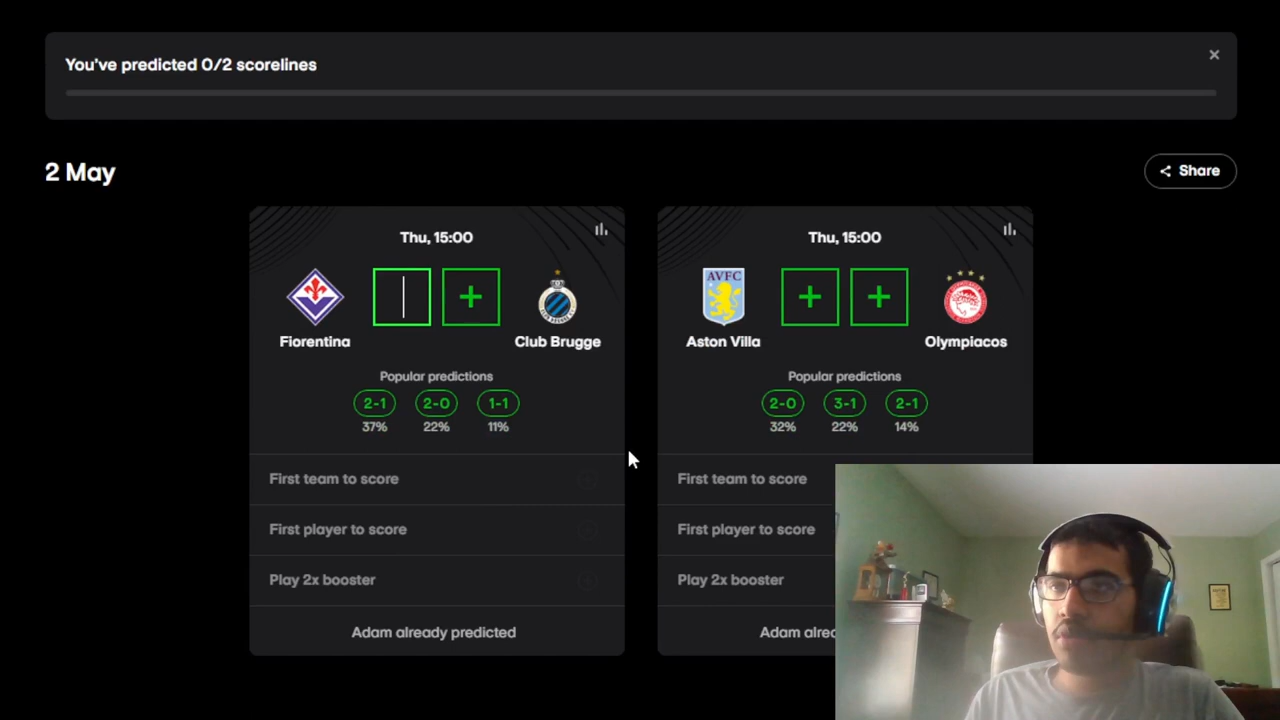 You've predicted 0/2 scorelines
2 May
Share
Thu, 15:00
Fiorentina
Club Brugge
Popular predictions
2-1
2-0
1-1
37%
22%
11%
First team to score
First player to score
Play 2x booster
Adam already predicted
Thu, 15:00
AVFC
Aston Villa
Olympiacos
Popular predictions
2-0
3-1
2-1
32%
22%
14%
First team to score
First player to score
Play 2x booster
Adam alrea